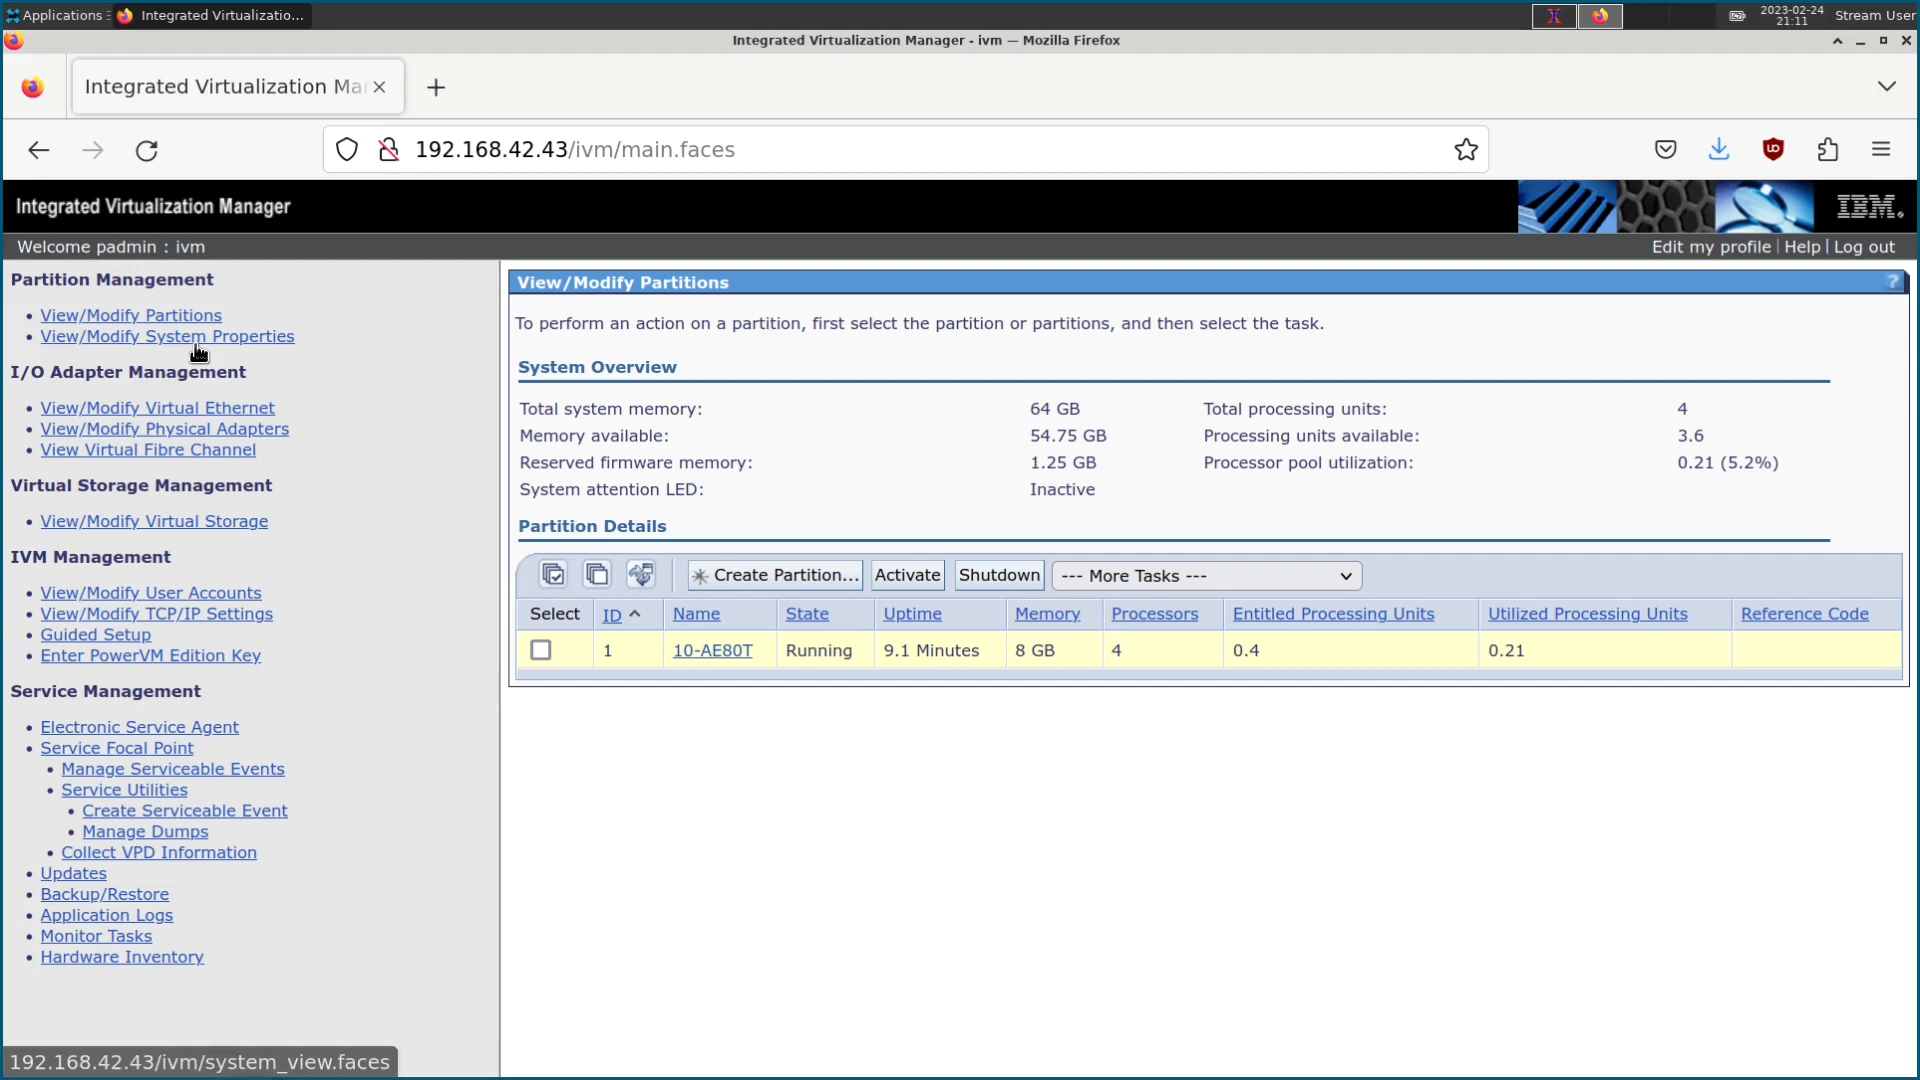 Applications
Integrated Virtualizatio...
2023-02-24
21:11
Stream User
Integrated Virtualization Manager - ivm — Mozilla Firefox
Integrated Virtualization Ma
192.168.42.43/ivm/main.faces
Integrated Virtualization Manager
IBM.
Welcome padmin : ivm
Edit my profile | Help | Log out
Partition Management
• View/Modify Partitions
• View/Modify System Properties
I/O Adapter Management
• View/Modify Virtual Ethernet
• View/Modify Physical Adapters
• View Virtual Fibre Channel
Virtual Storage Management
• View/Modify Virtual Storage
IVM Management
• View/Modify User Accounts
• View/Modify TCP/IP Settings
• Guided Setup
• Enter PowerVM Edition Key
Service Management
• Electronic Service Agent
• Service Focal Point
• Manage Serviceable Events
• Service Utilities
• Create Serviceable Event
• Manage Dumps
• Collect VPD Information
• Updates
• Backup/Restore
• Application Logs
• Monitor Tasks
• Hardware Inventory
192.168.42.43/ivm/system_view.faces
View/Modify Partitions ?
To perform an action on a partition, first select the partition or partitions, and then select the task.
System Overview
Total system memory: 64 GB Total processing units: 4
Memory available: 54.75 GB Processing units available: 3.6
Reserved firmware memory: 1.25 GB Processor pool utilization: 0.21 (5.2%)
System attention LED: Inactive
Partition Details
Create Partition... Activate Shutdown --- More Tasks ---
Select ID Name State Uptime Memory Processors Entitled Processing Units Utilized Processing Units Reference Code
1 10-AE80T Running 9.1 Minutes 8 GB 4 0.4 0.21